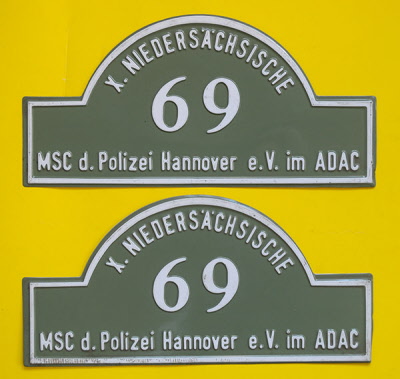 X. NIEDERSÄCHSISCHE
69
MSC d. Polizei Hannover e.V. im ADAC
X. NIEDERSÄCHSISCHE
69
MSC d. Polizei Hannover e.V. im ADAC